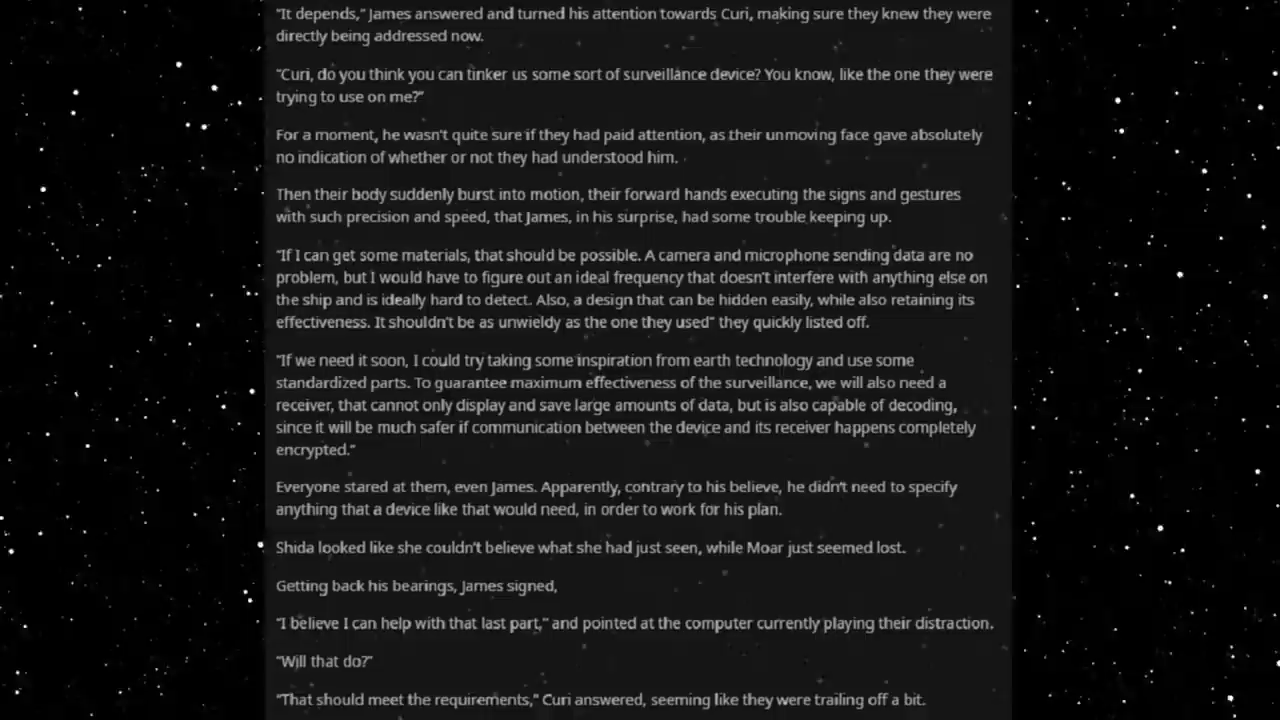 "It depends," James answered and turned his attention towards Curi, making sure they knew they were
directly being addressed now.
"Curi, do you think you can tinker us some sort of surveillance device? You know, like the one they were
trying to use on me?"
For a moment, he wasn't quite sure if they had paid attention, as their unmoving face gave absolutely
no indication of whether or not they had understood him.
Then their body suddenly burst into motion, their forward hands executing the signs and gestures
with such precision and speed, that James, in his surprise, had some trouble keeping up.
"If I can get some materials, that should be possible. A camera and microphone sending data are no
problem, but I would have to figure out an ideal frequency that doesn't interfere with anything else on
the ship and is ideally hard to detect. Also, a design that can be hidden easily, while also retaining its
effectiveness. It shouldn't be as unwieldy as the one they used" they quickly listed off.
"If we need it soon, I could try taking some inspiration from earth technology and use some
standardized parts. To guarantee maximum effectiveness of the surveillance, we will also need a
receiver, that cannot only display and save large amounts of data, but is also capable of decoding,
since it will be much safer if communication between the device and its receiver happens completely
encrypted."
Everyone stared at them, even James. Apparently, contrary to his believe, he didn't need to specify
anything that a device like that would need, in order to work for his plan.
Shida looked like she couldn't believe what she had just seen, while Moar just seemed lost.
Getting back his bearings, James signed,
"I believe I can help with that last part," and pointed at the computer currently playing their distraction.
"Will that do?"
"That should meet the requirements," Curi answered, seeming like they were trailing off a bit.